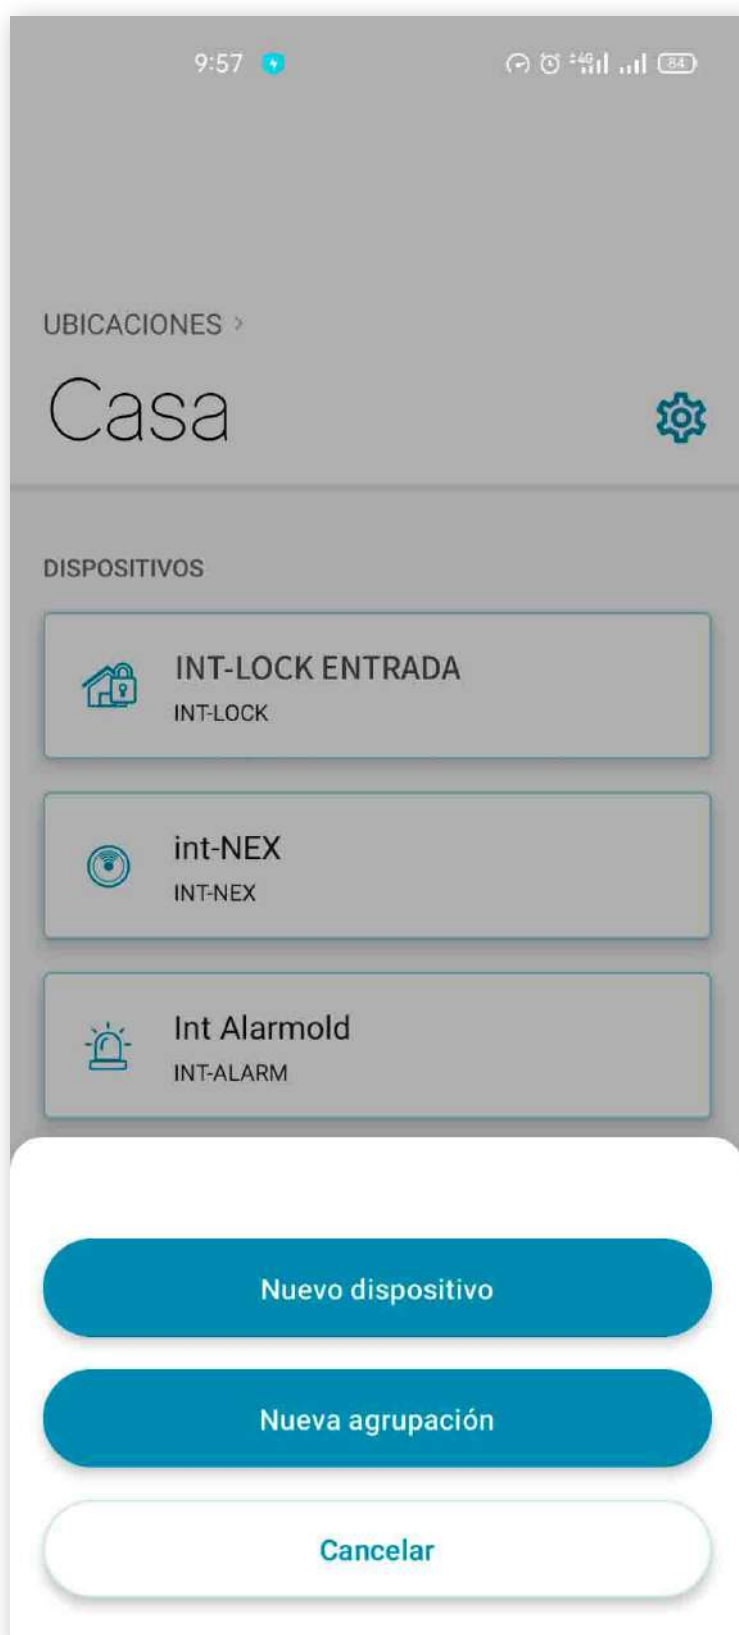 9:57
4G
84
UBICACIONES >
Casa
DISPOSITIVOS
INT-LOCK ENTRADA
INT-LOCK
int-NEX
INT-NEX
Int Alarmold
INT-ALARM
Nuevo dispositivo
Nueva agrupación
Cancelar